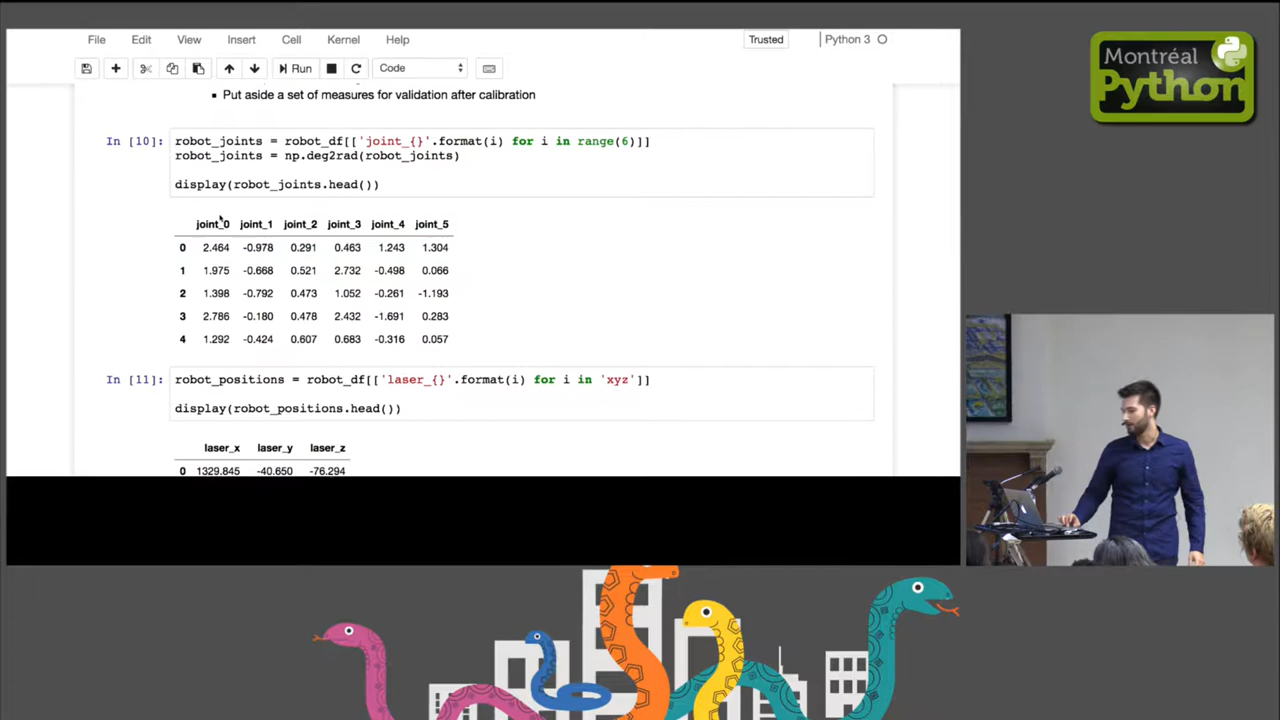 File Edit View Insert Cell Kernel Help Trusted Python 3
Run Code
Put aside a set of measures for validation after calibration
In [10]: robot_joints = robot_df[['joint_{}'.format(i) for i in range(6)]]
robot_joints = np.deg2rad(robot_joints)
display(robot_joints.head())
joint_0 joint_1 joint_2 joint_3 joint_4 joint_5
0 2.464 -0.978 0.291 0.463 1.243 1.304
1 1.975 -0.668 0.521 2.732 -0.498 0.066
2 1.398 -0.792 0.473 1.052 -0.261 -1.193
3 2.786 -0.180 0.478 2.432 -1.691 0.283
4 1.292 -0.424 0.607 0.683 -0.316 0.057
In [11]: robot_positions = robot_df[['laser_{}'.format(i) for i in 'xyz']]
display(robot_positions.head())
laser_x laser_y laser_z
0 1329.845 -40.650 -76.294
Montréal
Python